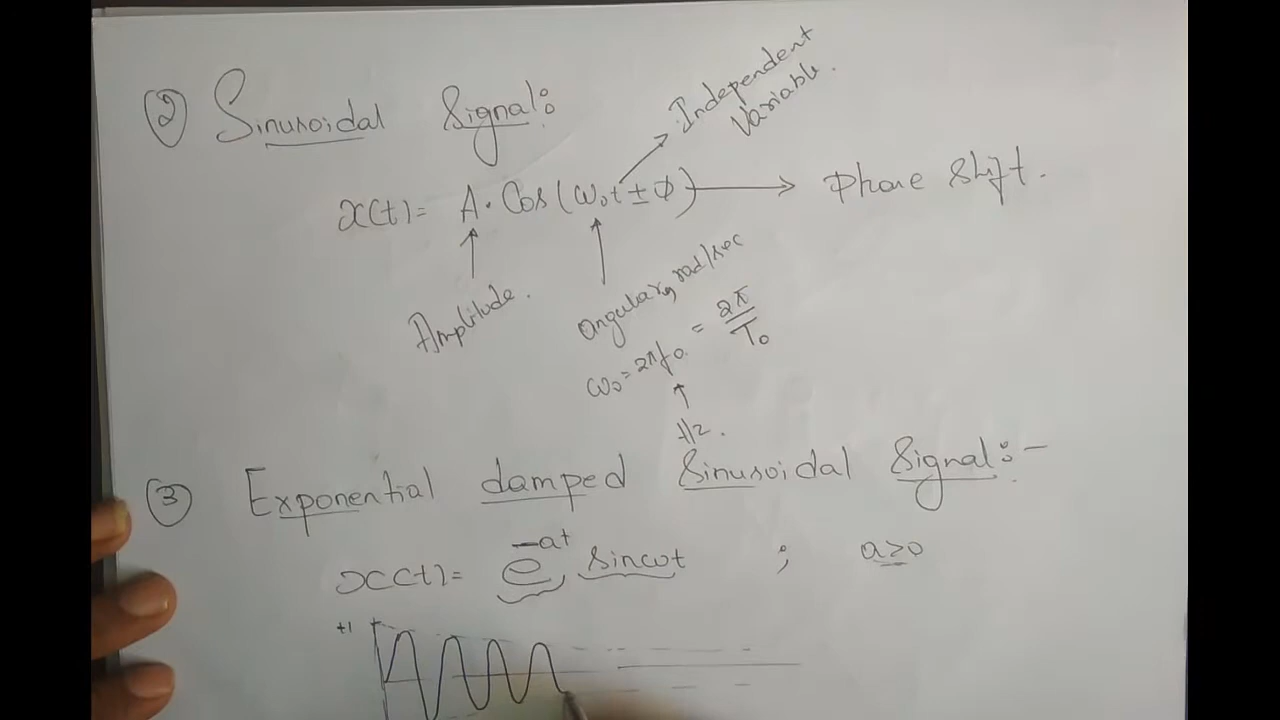 ② Sinusoidal Signal:
Independent
Variable.
x(t) = A · Cos(ω₀t ± φ) → Phase Shift.
Amplitude.
angular, rad/sec
ω₀ = 2πf₀ = 2π/T₀
Hz.
③ Exponential damped Sinusoidal Signal:-
x(t) = e^-at sinωt ; a>0
+1